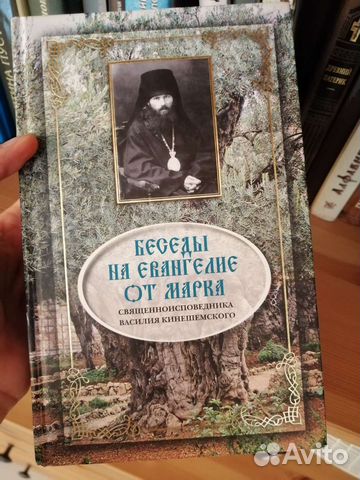 БЕСЕДЫ
НА ЕВАНГЕЛИЕ
ОТ МАРКА
СВЯЩЕННОИСПОВЕДНИКА
ВАСИЛИЯ КИНЕШЕМСКОГО
Avito